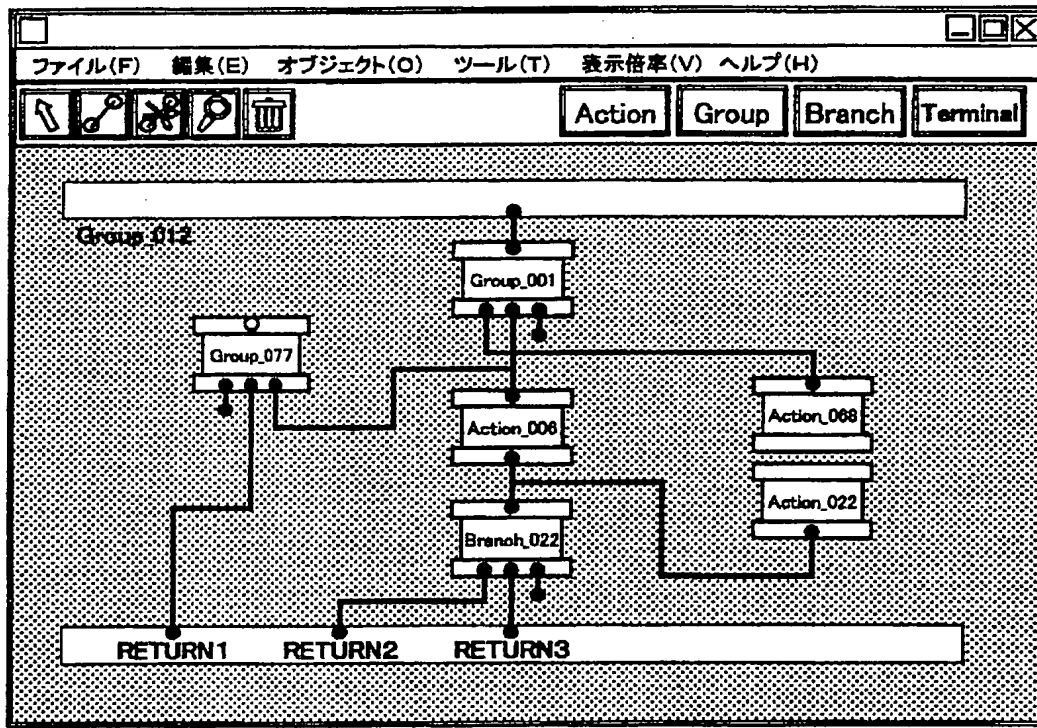 ファイル(F) 編集(E) オブジェクト(O) ツール(T) 表示倍率(V) ヘルプ(H)
Action Group Branch Terminal
Group_012
Group_001
Group_077
Action_006
Action_068
Action_022
Branch_022
RETURN1 RETURN2 RETURN3